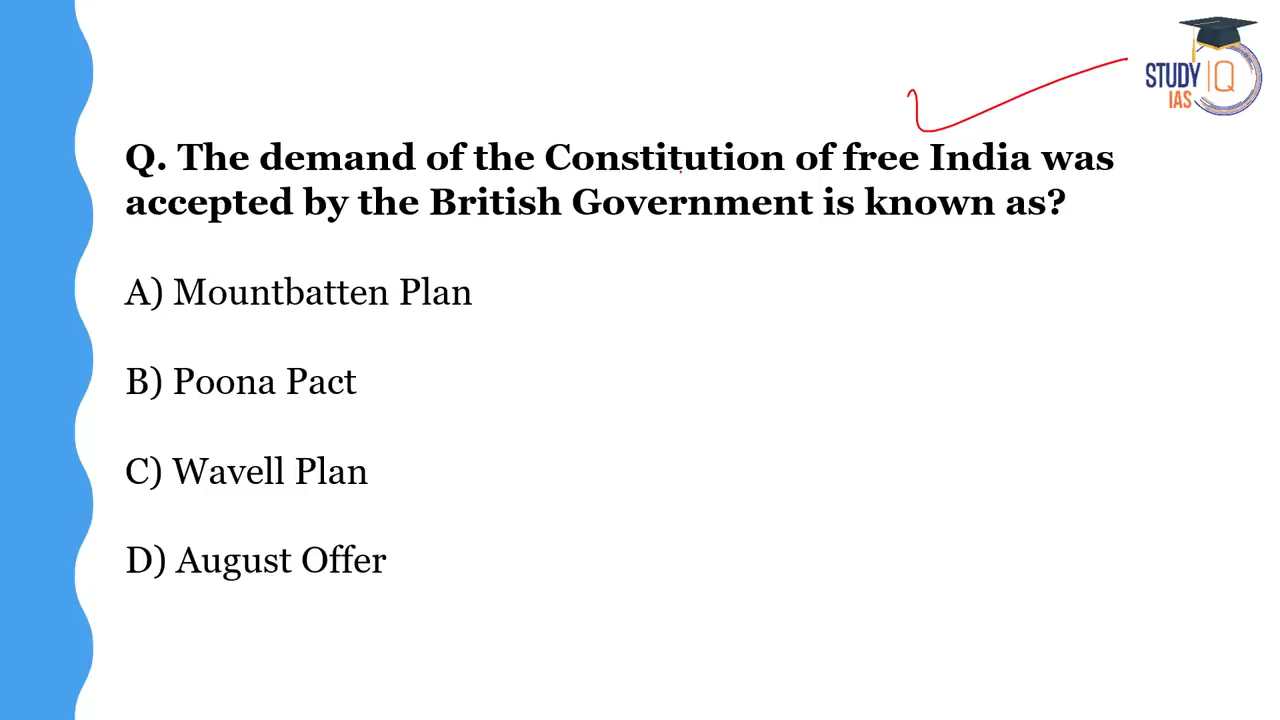 STUDY IQ
IAS
Q. The demand of the Constitution of free India was
accepted by the British Government is known as?
A) Mountbatten Plan
B) Poona Pact
C) Wavell Plan
D) August Offer